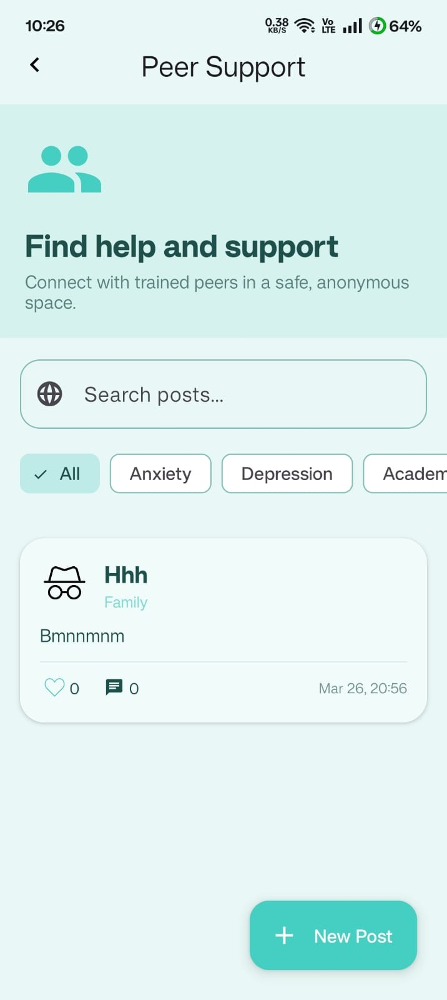 10:26
0.38 KB/S Vo LTE 64%
Peer Support
Find help and support
Connect with trained peers in a safe, anonymous
space.
Search posts...
All Anxiety Depression Academ
Hhh
Family
Bmnnmnm
0 0 Mar 26, 20:56
New Post